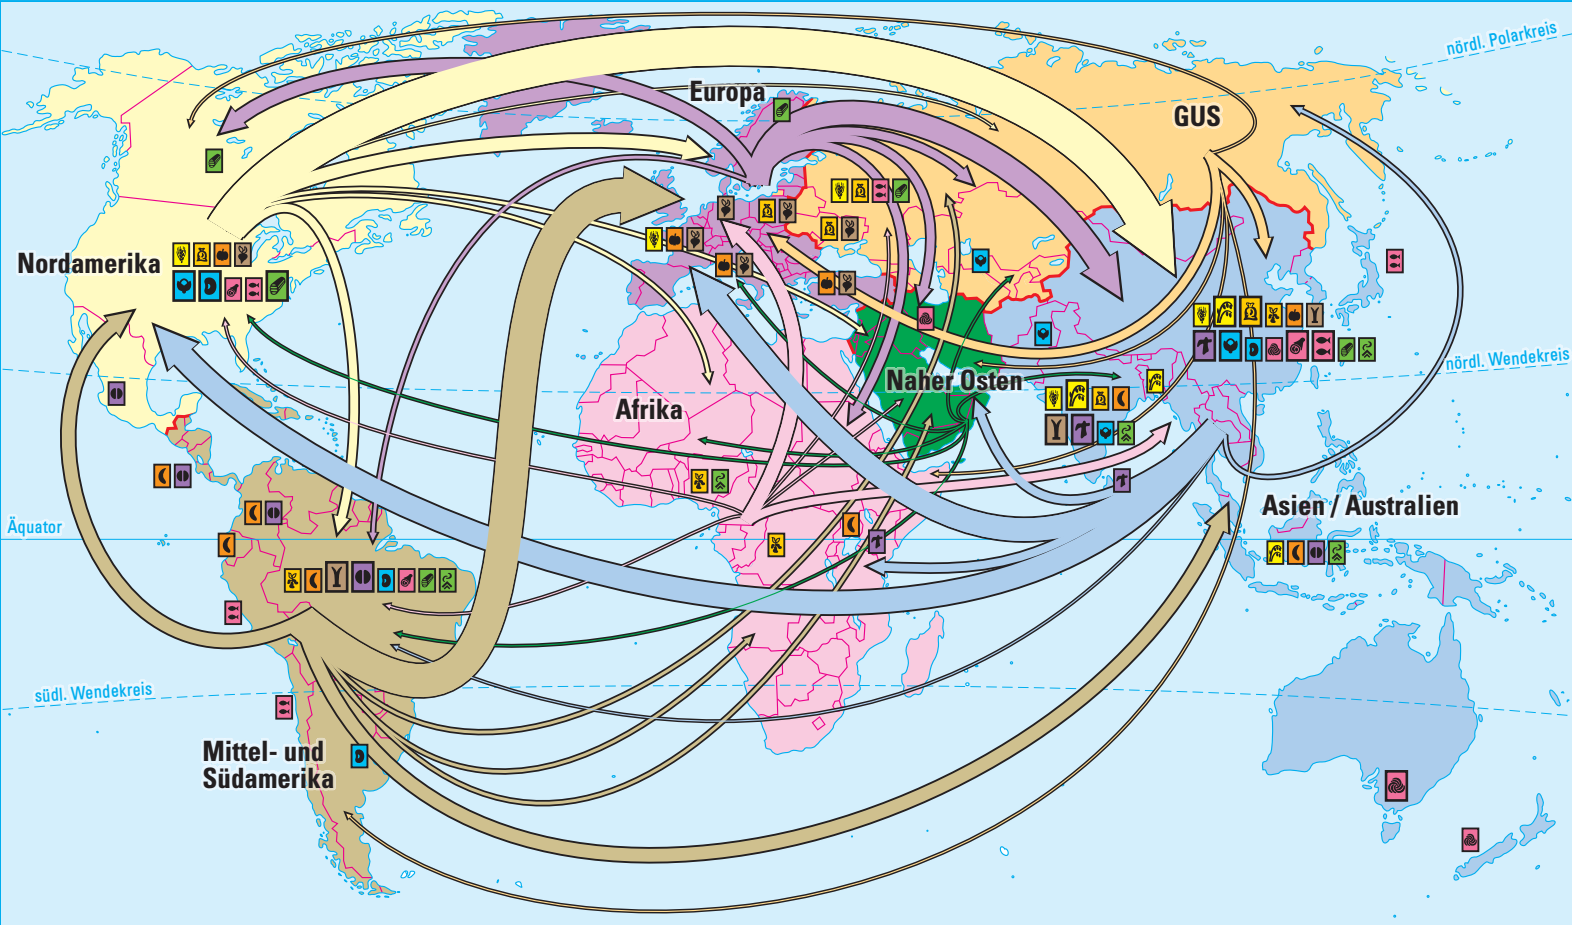 nördl. Polarkreis
Europa
GUS
Nordamerika
nördl. Wendekreis
Naher Osten
Afrika
Asien / Australien
Äquator
südl. Wendekreis
Mittel- und
Südamerika